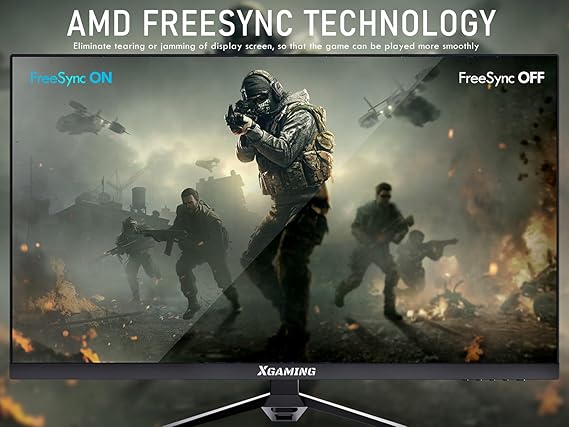 AMD FREESYNC TECHNOLOGY
Eliminate tearing or jamming of display screen, so that the game can be played more smoothly
FreeSync ON
FreeSync OFF
XGAMING